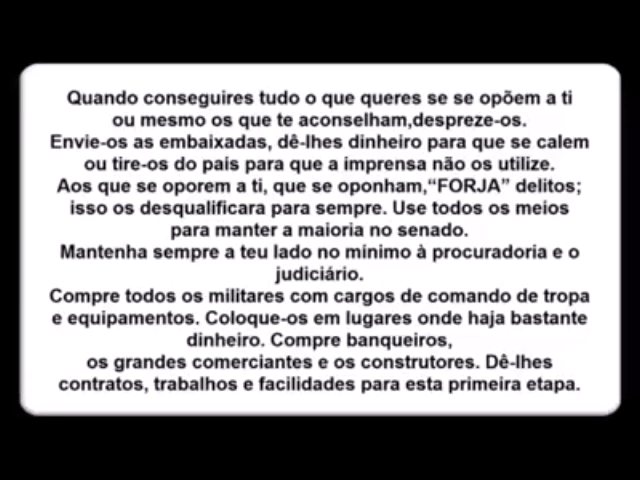 Quando conseguires tudo o que queres se se opõem a ti
ou mesmo os que te aconselham,despreze-os.
Envie-os as embaixadas, dê-lhes dinheiro para que se calem
ou tire-os do país para que a imprensa não os utilize.
Aos que se oporem a ti, que se oponham,“FORJA” delitos;
isso os desqualificara para sempre. Use todos os meios
para manter a maioria no senado.
Mantenha sempre a teu lado no mínimo à procuradoria e o
judiciário.
Compre todos os militares com cargos de comando de tropa
e equipamentos. Coloque-os em lugares onde haja bastante
dinheiro. Compre banqueiros,
os grandes comerciantes e os construtores. Dê-lhes
contratos, trabalhos e facilidades para esta primeira etapa.